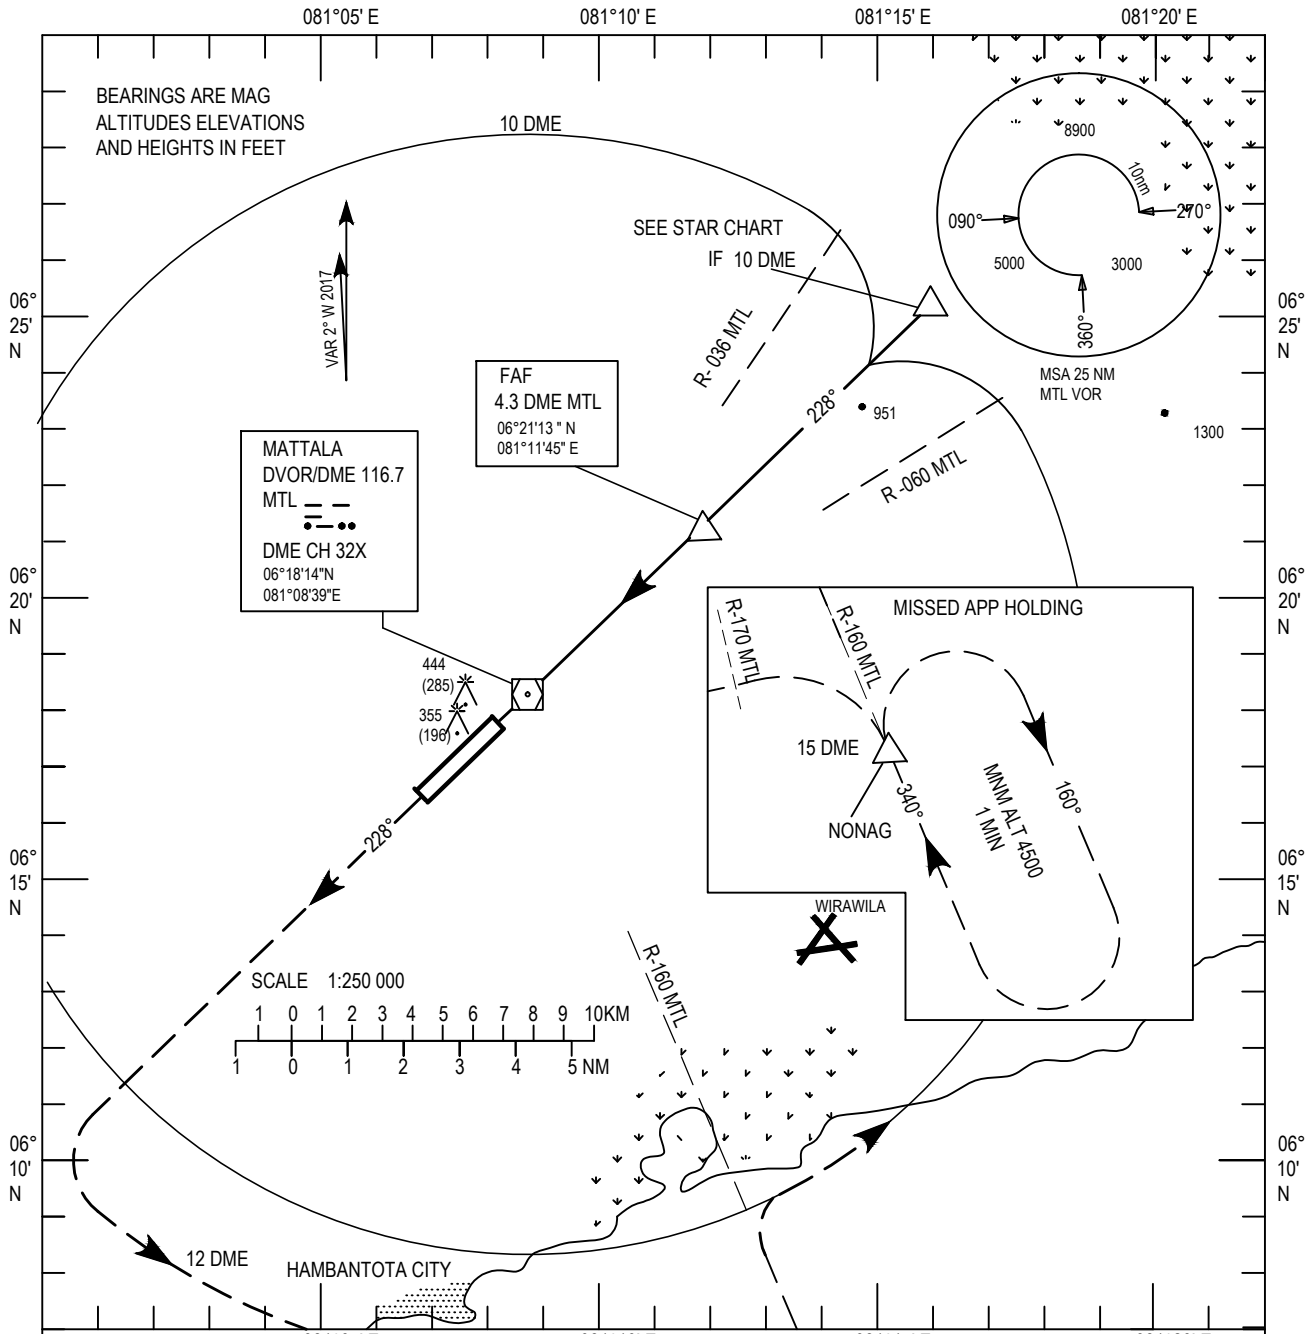 081°05' E 081°10' E 081°15' E 081°20' E
BEARINGS ARE MAG
ALTITUDES ELEVATIONS
AND HEIGHTS IN FEET
10 DME
8900
10nm
090°
270°
5000
3000
360°
MSA 25 NM
MTL VOR
SEE STAR CHART
IF 10 DME
VAR 2° W 2017
06°
25'
N
06°
25'
N
R- 036 MTL
228°
951
1300
R -060 MTL
FAF
4.3 DME MTL
06°21'13 " N
081°11'45" E
MATTALA
DVOR/DME 116.7
MTL
DME CH 32X
06°18'14"N
081°08'39"E
06°
20'
N
06°
20'
N
MISSED APP HOLDING
R-170 MTL
R-160 MTL
15 DME
NONAG
340°
MNM ALT 4500
1 MIN
160°
444
(285)
355
(196)
228°
06°
15'
N
06°
15'
N
WIRAWILA
R-160 MTL
SCALE 1:250 000
1 0 1 2 3 4 5 6 7 8 9 10KM
1 0 1 2 3 4 5 NM
06°
10'
N
06°
10'
N
12 DME
HAMBANTOTA CITY